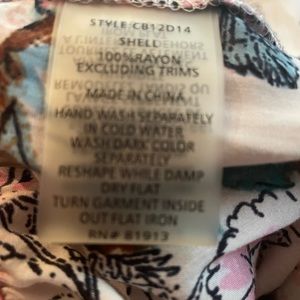 STYLE CB12D14
SHELL
100%RAYON
EXCLUDING TRIMS
MADE IN CHINA
HAND WASH SEPARATELY
IN COLD WATER
WASH DARK COLOR
SEPARATELY
RESHAPE WHILE DAMP
DRY FLAT
TURN GARMENT INSIDE
OUT FLAT IRON
RN# 81913